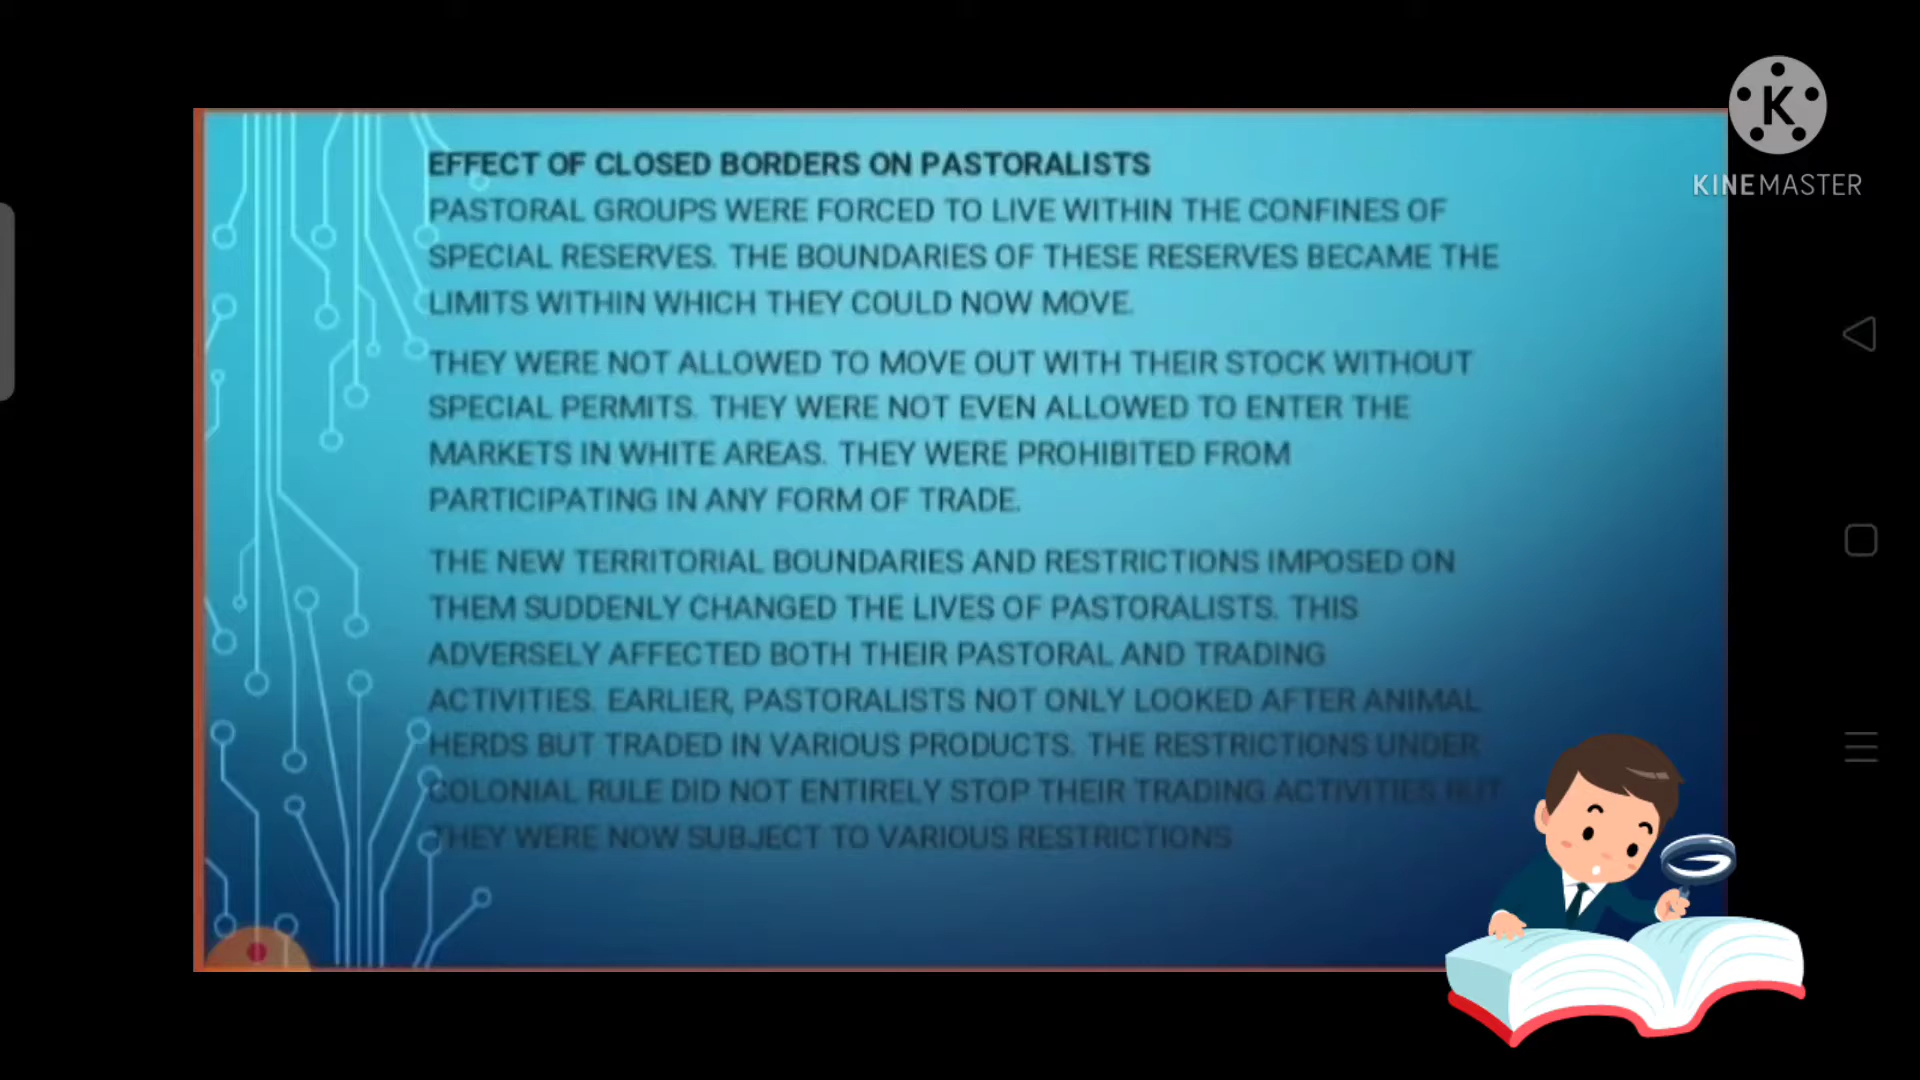 EFFECT OF CLOSED BORDERS ON PASTORALISTS
PASTORAL GROUPS WERE FORCED TO LIVE WITHIN THE CONFINES OF
SPECIAL RESERVES. THE BOUNDARIES OF THESE RESERVES BECAME THE
LIMITS WITHIN WHICH THEY COULD NOW MOVE.
THEY WERE NOT ALLOWED TO MOVE OUT WITH THEIR STOCK WITHOUT
SPECIAL PERMITS. THEY WERE NOT EVEN ALLOWED TO ENTER THE
MARKETS IN WHITE AREAS. THEY WERE PROHIBITED FROM
PARTICIPATING IN ANY FORM OF TRADE.
THE NEW TERRITORIAL BOUNDARIES AND RESTRICTIONS IMPOSED ON
THEM SUDDENLY CHANGED THE LIVES OF PASTORALISTS. THIS
ADVERSELY AFFECTED BOTH THEIR PASTORAL AND TRADING
ACTIVITIES. EARLIER, PASTORALISTS NOT ONLY LOOKED AFTER ANIMAL
HERDS BUT TRADED IN VARIOUS PRODUCTS. THE RESTRICTIONS UNDER
COLONIAL RULE DID NOT ENTIRELY STOP THEIR TRADING ACTIVITIES BUT
THEY WERE NOW SUBJECT TO VARIOUS RESTRICTIONS
K
KINEMASTER